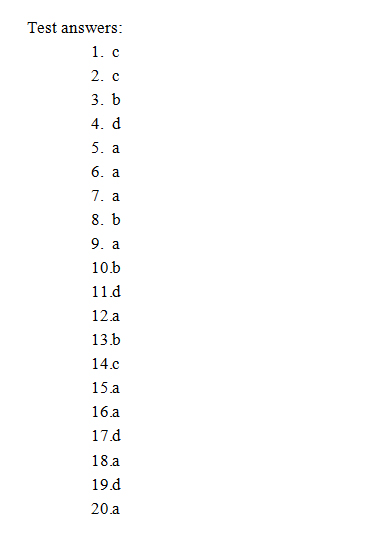 Test answers:
1. c
2. c
3. b
4. d
5. a
6. a
7. a
8. b
9. a
10.b
11.d
12.a
13.b
14.c
15.a
16.a
17.d
18.a
19.d
20.a